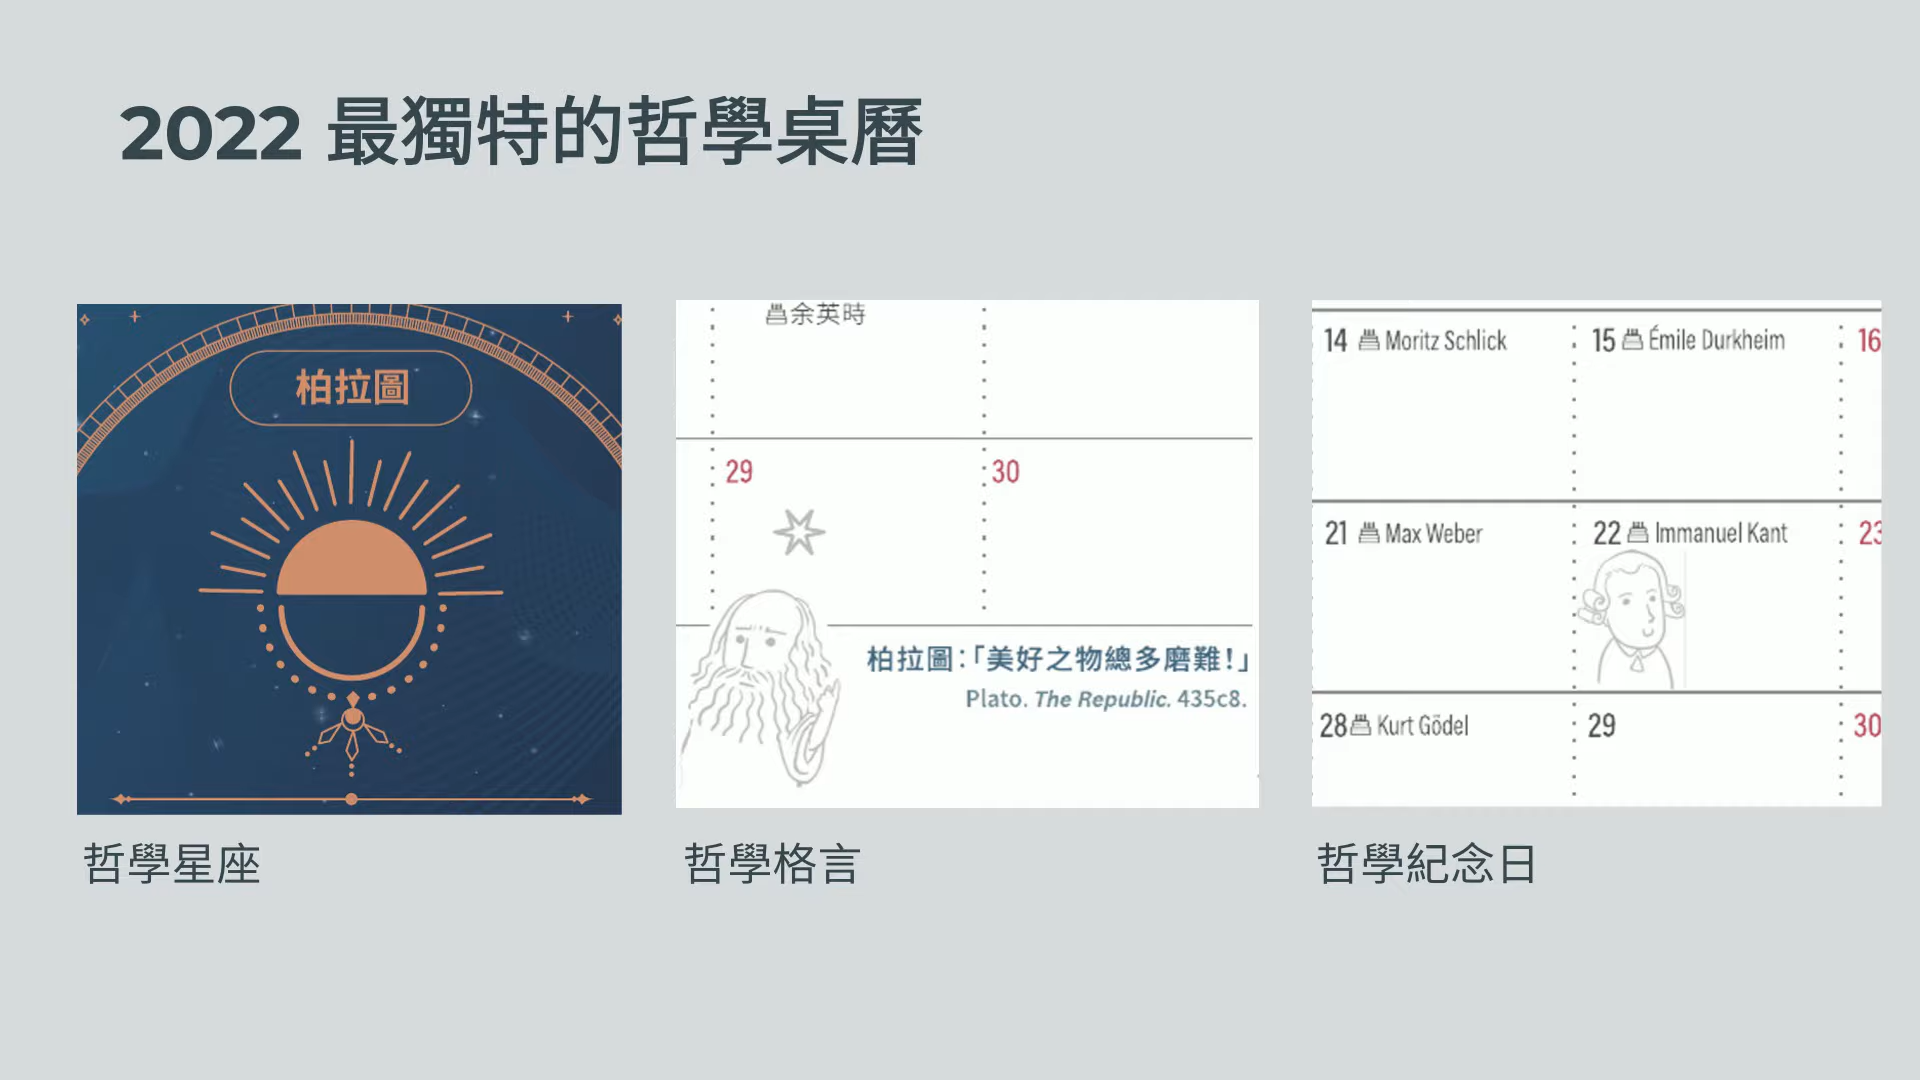 2022 最獨特的哲學桌曆
柏拉圖
哲學星座
余英時
29
30
柏拉圖:「美好之物總多磨難!」
Plato. The Republic. 435c8.
哲學格言
14 Moritz Schlick
15 Émile Durkheim
16
21 Max Weber
22 Immanuel Kant
23
28 Kurt Gödel
29
30
哲學紀念日